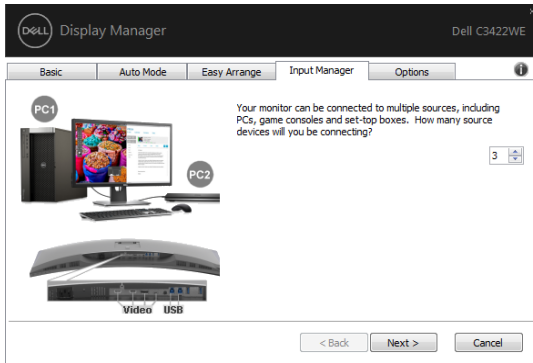 DELL Display Manager
Dell C3422WE
Basic
Auto Mode
Easy Arrange
Input Manager
Options
PC1
PC2
Video
USB
Your monitor can be connected to multiple sources, including
PCs, game consoles and set-top boxes. How many source
devices will you be connecting?
3
< Back
Next >
Cancel